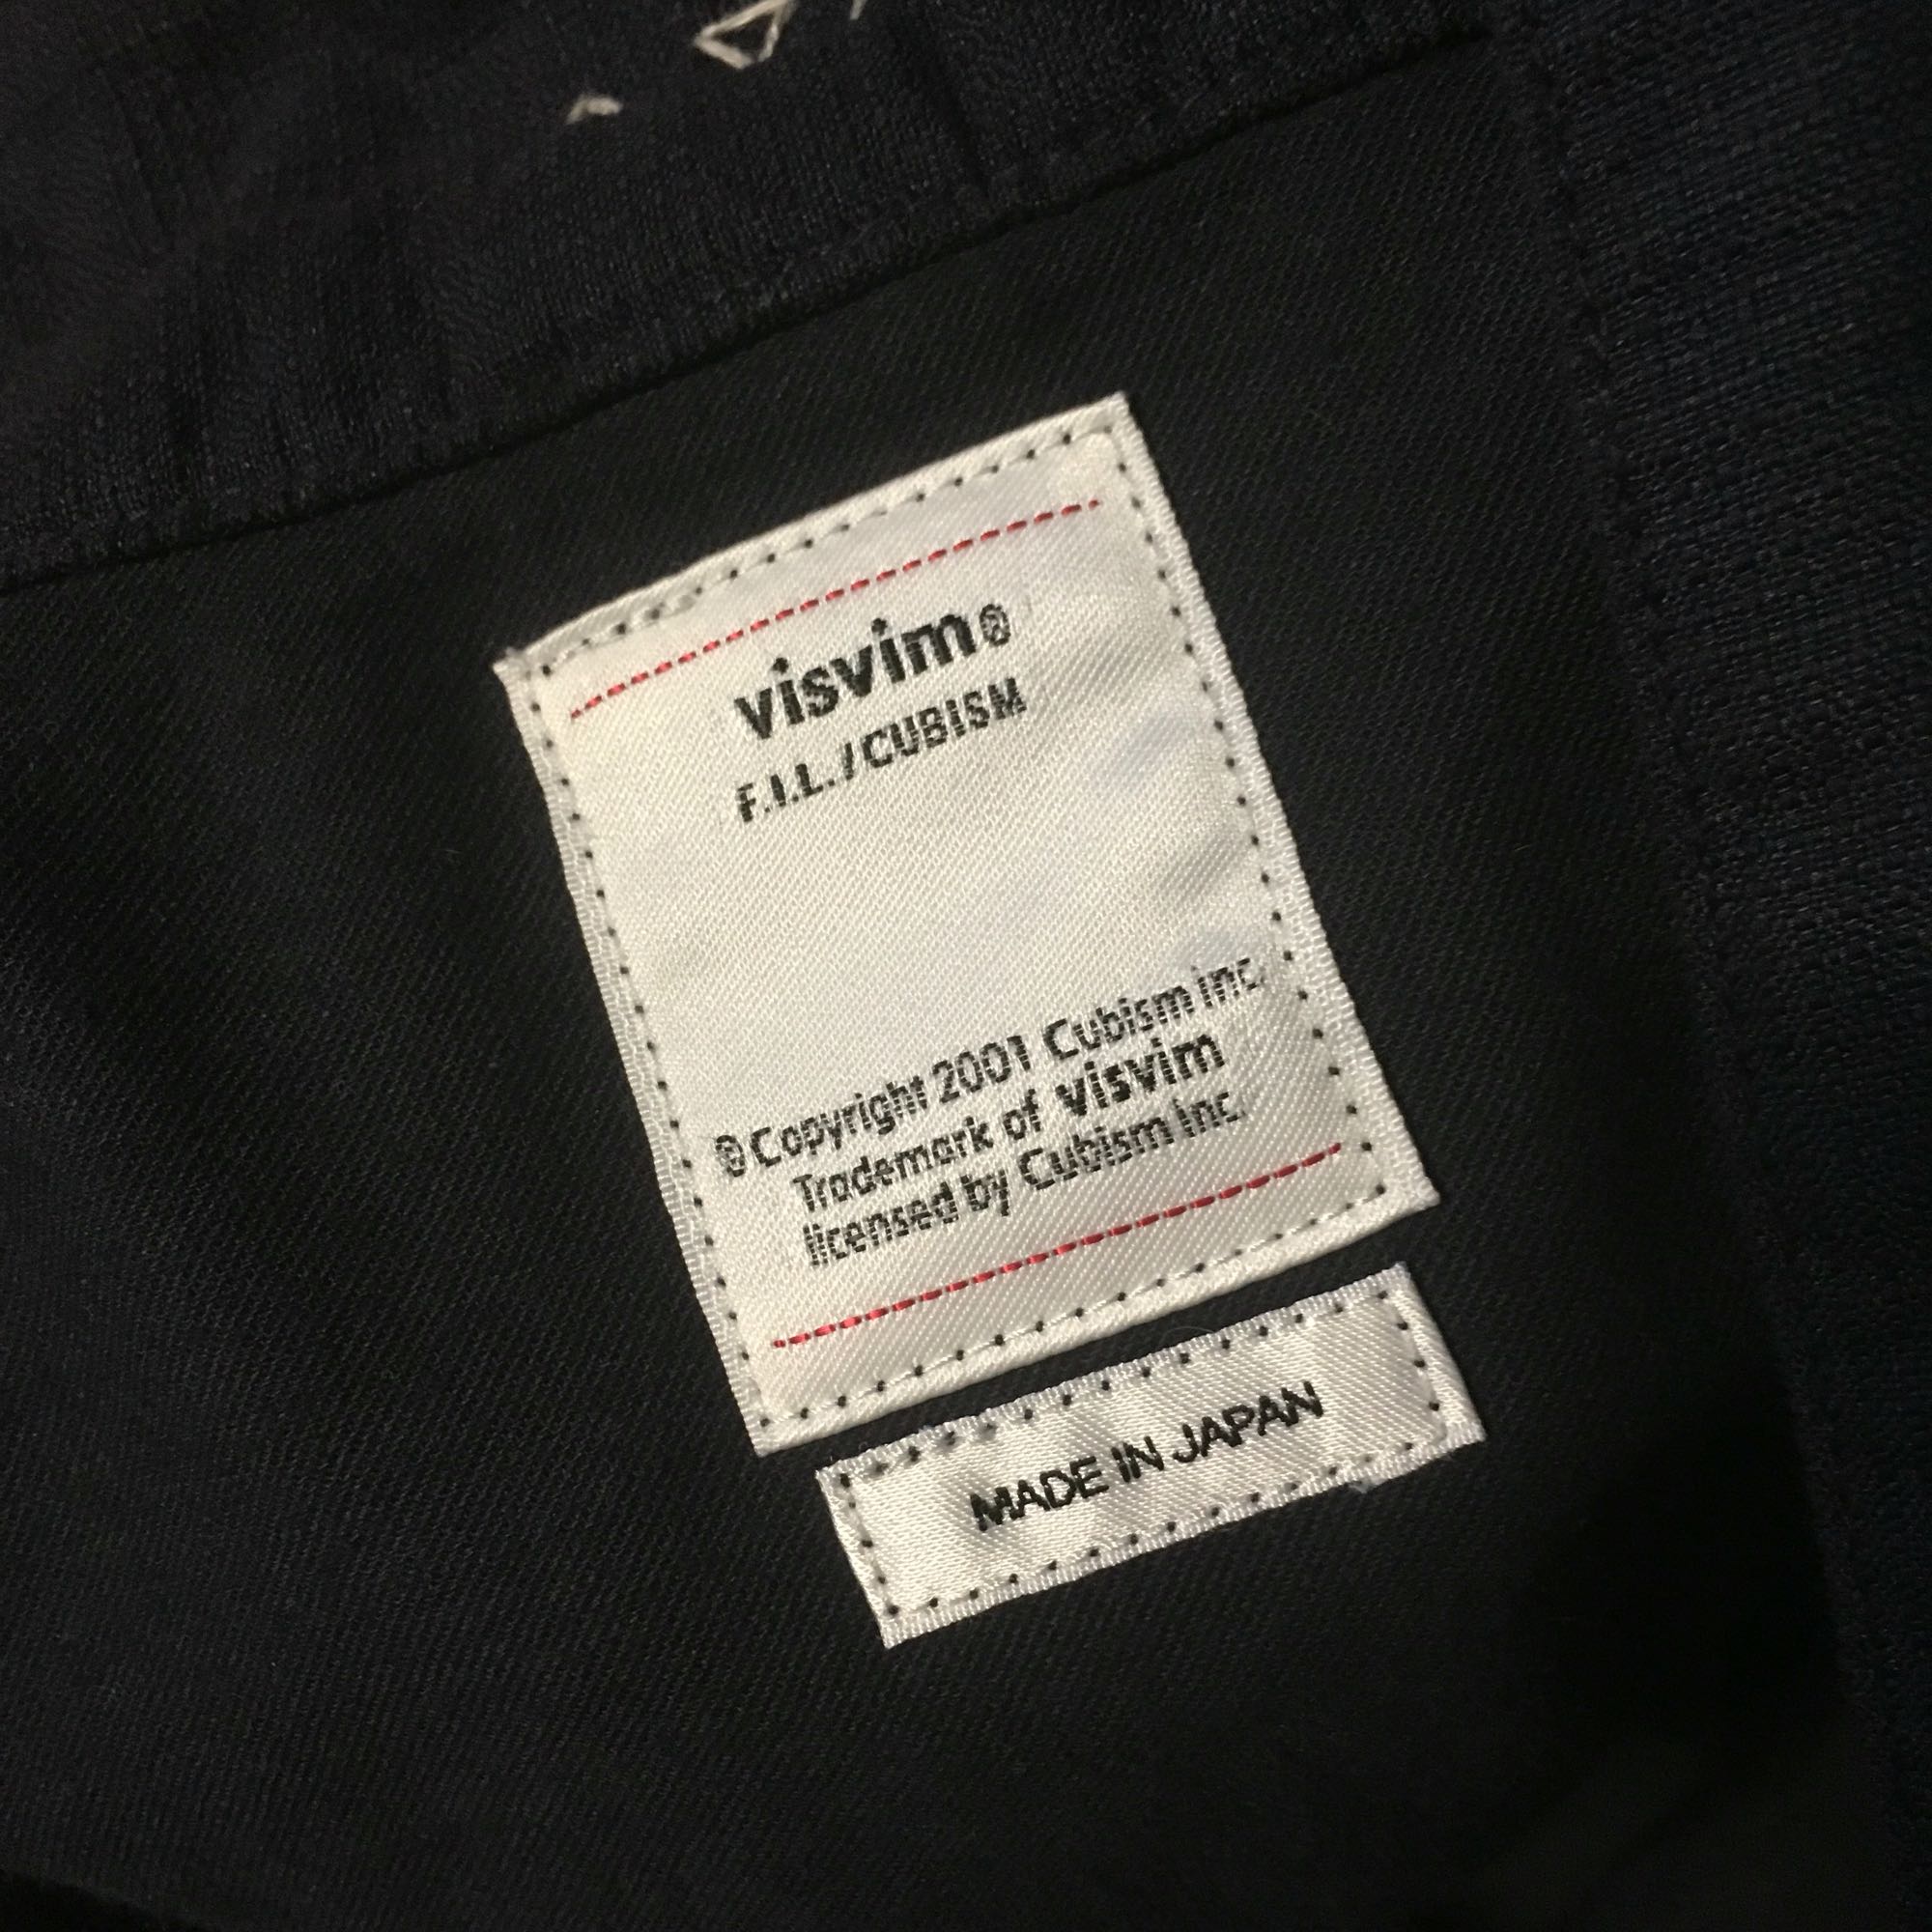 visvim®
F.I.L./CUBISM
©Copyright 2001 Cubism inc.
Trademark of visvim
licensed by Cubism Inc.
MADE IN JAPAN